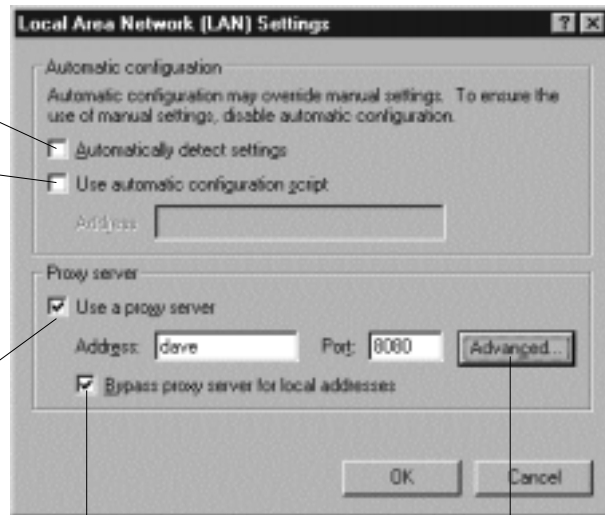 Local Area Network (LAN) Settings
Automatic configuration
Automatic configuration may override manual settings. To ensure the
use of manual settings, disable automatic configuration.
Automatically detect settings
Use automatic configuration script
Address
Proxy server
Use a proxy server
Address: dave Port: 8080 Advanced...
Bypass proxy server for local addresses
OK Cancel